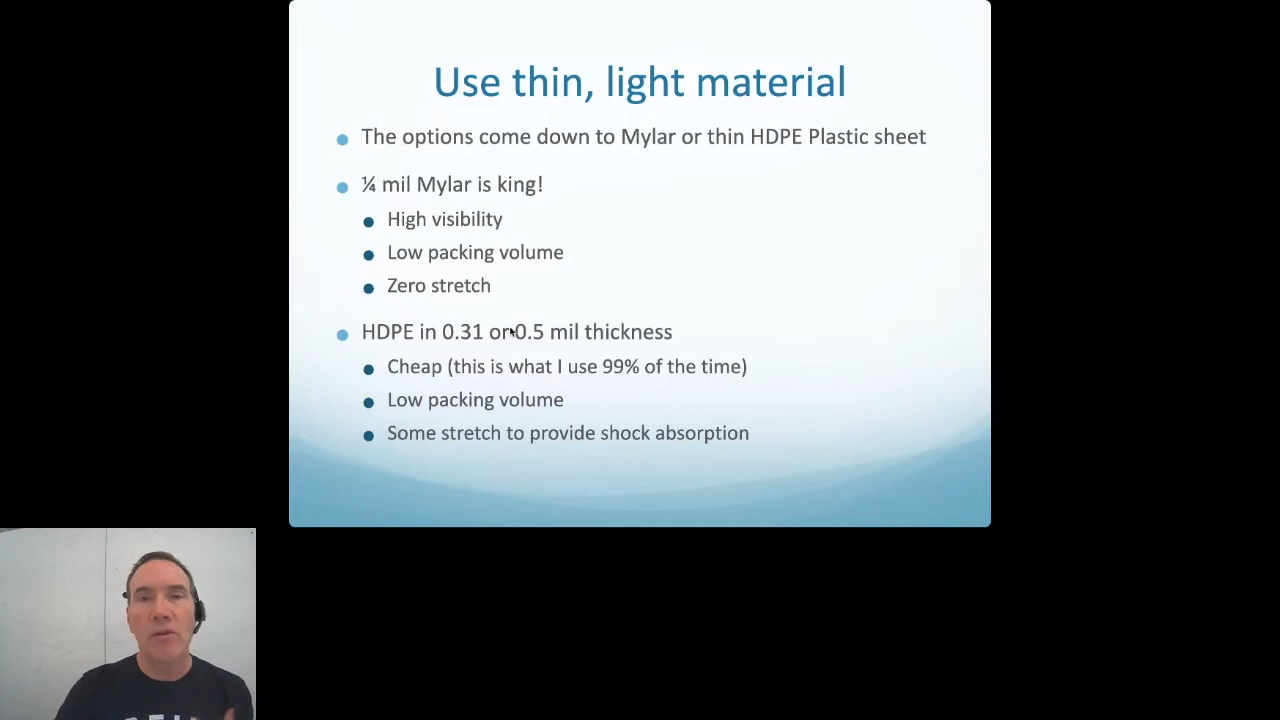 Use thin, light material
The options come down to Mylar or thin HDPE Plastic sheet
¼ mil Mylar is king!
High visibility
Low packing volume
Zero stretch
HDPE in 0.31 or 0.5 mil thickness
Cheap (this is what I use 99% of the time)
Low packing volume
Some stretch to provide shock absorption